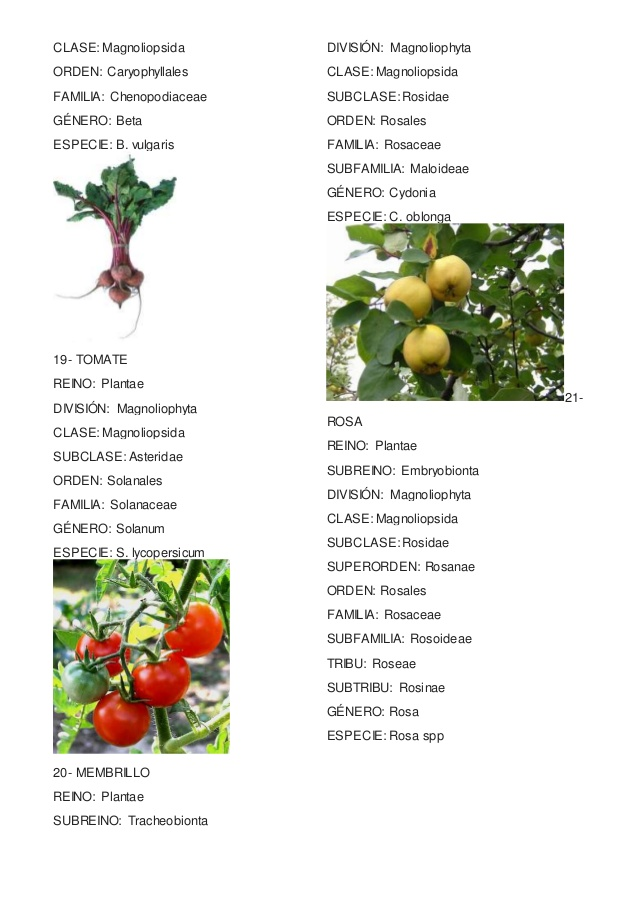 CLASE: Magnoliopsida
ORDEN: Caryophyllales
FAMILIA: Chenopodiaceae
GÉNERO: Beta
ESPECIE: B. vulgaris
19- TOMATE
REINO: Plantae
DIVISIÓN: Magnoliophyta
CLASE: Magnoliopsida
SUBCLASE: Asteridae
ORDEN: Solanales
FAMILIA: Solanaceae
GÉNERO: Solanum
ESPECIE: S. lycopersicum
20- MEMBRILLO
REINO: Plantae
SUBREINO: Tracheobionta
DIVISIÓN: Magnoliophyta
CLASE: Magnoliopsida
SUBCLASE: Rosidae
ORDEN: Rosales
FAMILIA: Rosaceae
SUBFAMILIA: Maloideae
GÉNERO: Cydonia
ESPECIE: C. oblonga
21-
ROSA
REINO: Plantae
SUBREINO: Embryobionta
DIVISIÓN: Magnoliophyta
CLASE: Magnoliopsida
SUBCLASE: Rosidae
SUPERORDEN: Rosanae
ORDEN: Rosales
FAMILIA: Rosaceae
SUBFAMILIA: Rosoideae
TRIBU: Roseae
SUBTRIBU: Rosinae
GÉNERO: Rosa
ESPECIE: Rosa spp